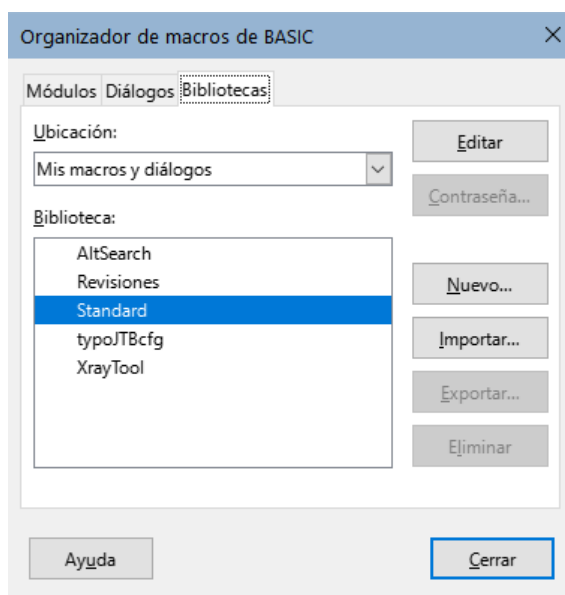 Organizador de macros de BASIC
Módulos Diálogos Bibliotecas
Ubicación:
Mis macros y diálogos
Biblioteca:
AltSearch
Revisiones
Standard
typoJTBcfg
XrayTool
Editar
Contraseña...
Nuevo...
Importar...
Exportar...
Eliminar
Ayuda
Cerrar